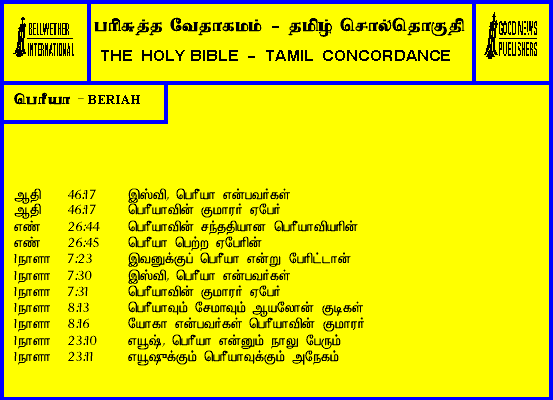 BELLWETHER
INTERNATIONAL
பரிசுத்த வேதாகமம் - தமிழ் சொல்தொகுதி
THE HOLY BIBLE - TAMIL CONCORDANCE
GOOD NEWS
PUBLISHERS
பெரீயா - BERIAH
ஆதி 46:17 இஸ்வி, பெரீயா என்பவர்கள்
ஆதி 46:17 பெரீயாவின் குமாரர் ஏபேர்
எண் 26:44 பெரீயாவின் சந்ததியான பெரீயாவியரின்
எண் 26:45 பெரீயா பெற்ற ஏபேரின்
1நாளா 7:23 இவனுக்குப் பெரீயா என்று பேரிட்டான்
1நாளா 7:30 இஸ்வி, பெரீயா என்பவர்கள்
1நாளா 7:31 பெரீயாவின் குமாரர் ஏபேர்
1நாளா 8:13 பெரீயாவும் சேமாவும் ஆயலோன் குடிகள்
1நாளா 8:16 யோகா என்பவர்கள் பெரீயாவின் குமாரர்
1நாளா 23:10 எயூஷ், பெரீயா என்னும் நாலு பேரும்
1நாளா 23:11 எயூஷுக்கும் பெரீயாவுக்கும் அநேகம்